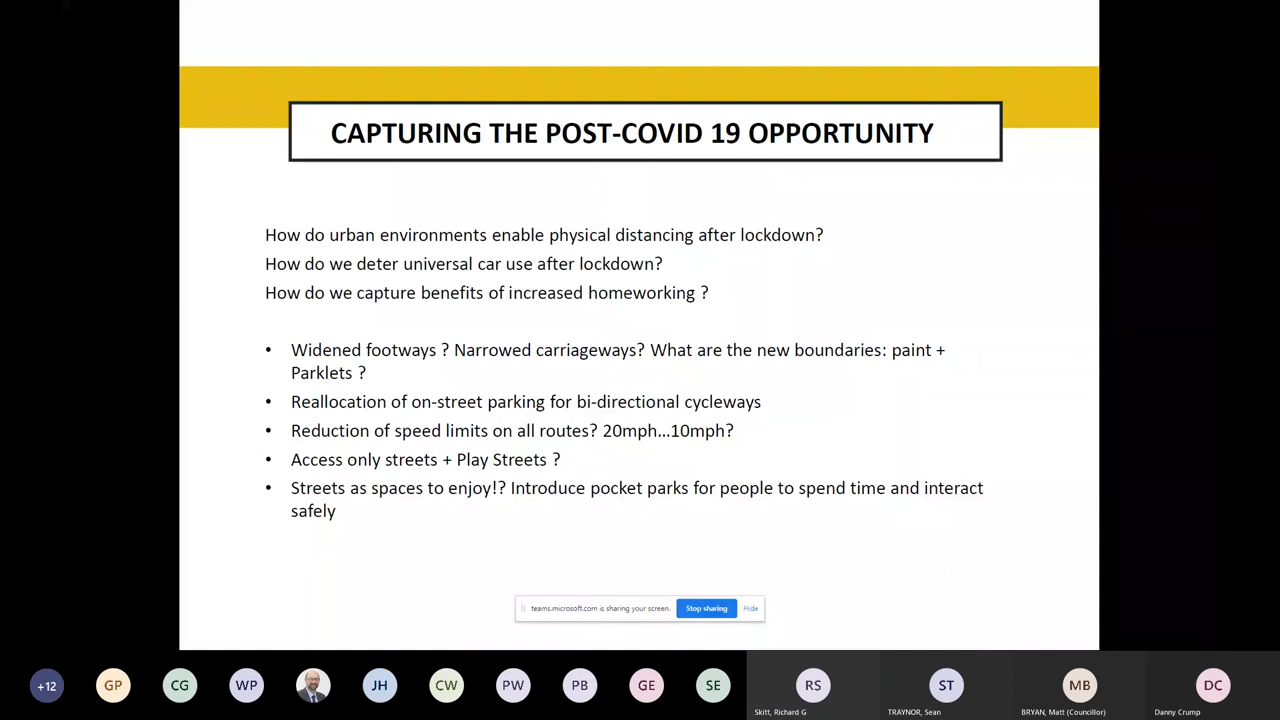 CAPTURING THE POST-COVID 19 OPPORTUNITY
How do urban environments enable physical distancing after lockdown?
How do we deter universal car use after lockdown?
How do we capture benefits of increased homeworking ?
• Widened footways ? Narrowed carriageways? What are the new boundaries: paint +
Parklets ?
• Reallocation of on-street parking for bi-directional cycleways
• Reduction of speed limits on all routes? 20mph...10mph?
• Access only streets + Play Streets ?
• Streets as spaces to enjoy!? Introduce pocket parks for people to spend time and interact
safely
teams.microsoft.com is sharing your screen. Stop sharing Hide
+12 GP CG WP JH CW PW PB GE SE RS ST MB DC
Skitt, Richard G TRAYNOR, Sean BRYAN, Matt (Councillor) Danny Crump